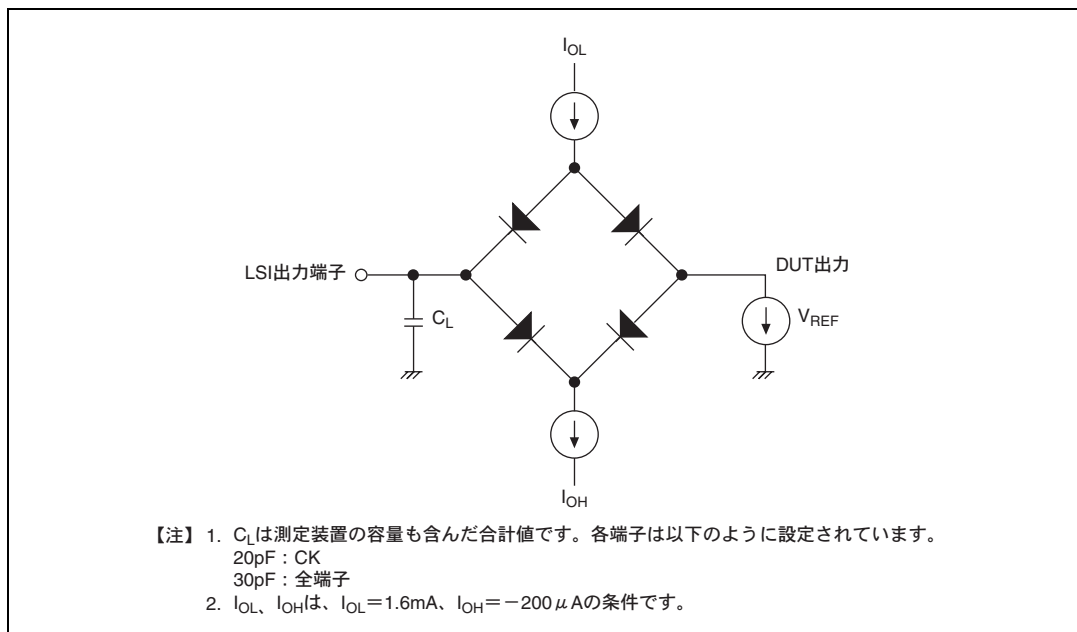 IOL
LSI出力端子
DUT出力
CL
VREF
IOH
【注】 1. CLは測定装置の容量も含んだ合計値です。各端子は以下のように設定されています。
20pF：CK
30pF：全端子
2. IOL、IOHは、IOL＝1.6mA、IOH＝－200μAの条件です。